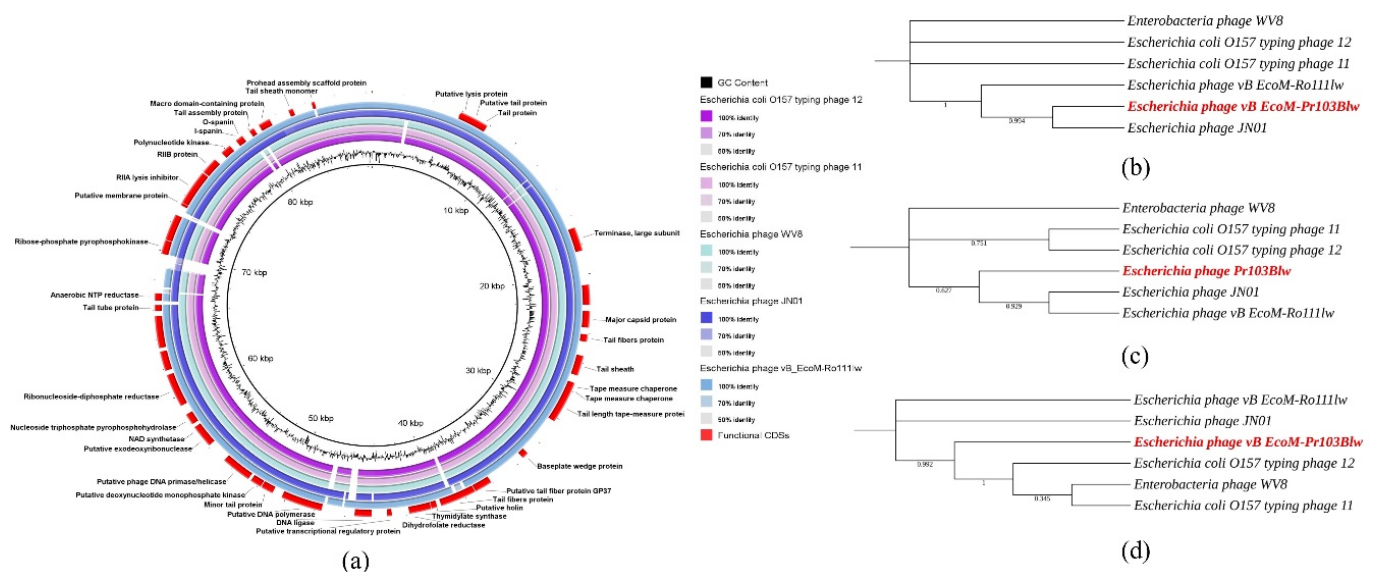 Prohead assembly scaffold protein
Tail sheath monomer
Macro domain-containing protein
Tail assembly protein
O-spanin
I-spanin
Polynucleotide kinase
RIIB protein
RIIA lysis inhibitor
Putative membrane protein
Ribose-phosphate pyrophosphokinase
Anaerobic NTP reductase
Tail tube protein
Ribonucleoside-diphosphate reductase
Nucleoside triphosphate pyrophosphohydrolase
NAD synthetase
Putative exodeoxyribonuclease
Putative phage DNA primase/helicase
Putative deoxynucleotide monophosphate kinase
Minor tail protein
Putative DNA polymerase
DNA ligase
Putative transcriptional regulatory protein
Putative lysis protein
Putative tail protein
Tail protein
Terminase, large subunit
Major capsid protein
Tail fibers protein
Tail sheath
Tape measure chaperone
Tape measure chaperone
Tail length tape-measure protei
Baseplate wedge protein
Putative tail fiber protein GP37
Tail fibers protein
Putative holin
Thymidylate synthase
Dihydrofolate reductase
10 kbp
20 kbp
30 kbp
40 kbp
50 kbp
60 kbp
70 kbp
80 kbp
(a)
GC Content
Escherichia coli O157 typing phage 12
100% identity
70% identity
50% identity
Escherichia coli O157 typing phage 11
100% identity
70% identity
50% identity
Escherichia phage WV8
100% identity
70% identity
50% identity
Escherichia phage JN01
100% identity
70% identity
50% identity
Escherichia phage vB_EcoM-Ro111lw
100% identity
70% identity
50% identity
Functional CDSs
Enterobacteria phage WV8
Escherichia coli O157 typing phage 12
Escherichia coli O157 typing phage 11
Escherichia phage vB EcoM-Ro111lw
1
Escherichia phage vB EcoM-Pr103Blw
0.994
Escherichia phage JN01
(b)
Enterobacteria phage WV8
Escherichia coli O157 typing phage 11
0.751
Escherichia coli O157 typing phage 12
Escherichia phage Pr103Blw
0.627
Escherichia phage JN01
0.929
Escherichia phage vB EcoM-Ro111lw
(c)
Escherichia phage vB EcoM-Ro111lw
Escherichia phage JN01
Escherichia phage vB EcoM-Pr103Blw
0.992
Escherichia coli O157 typing phage 12
1
Enterobacteria phage WV8
0.345
Escherichia coli O157 typing phage 11
(d)